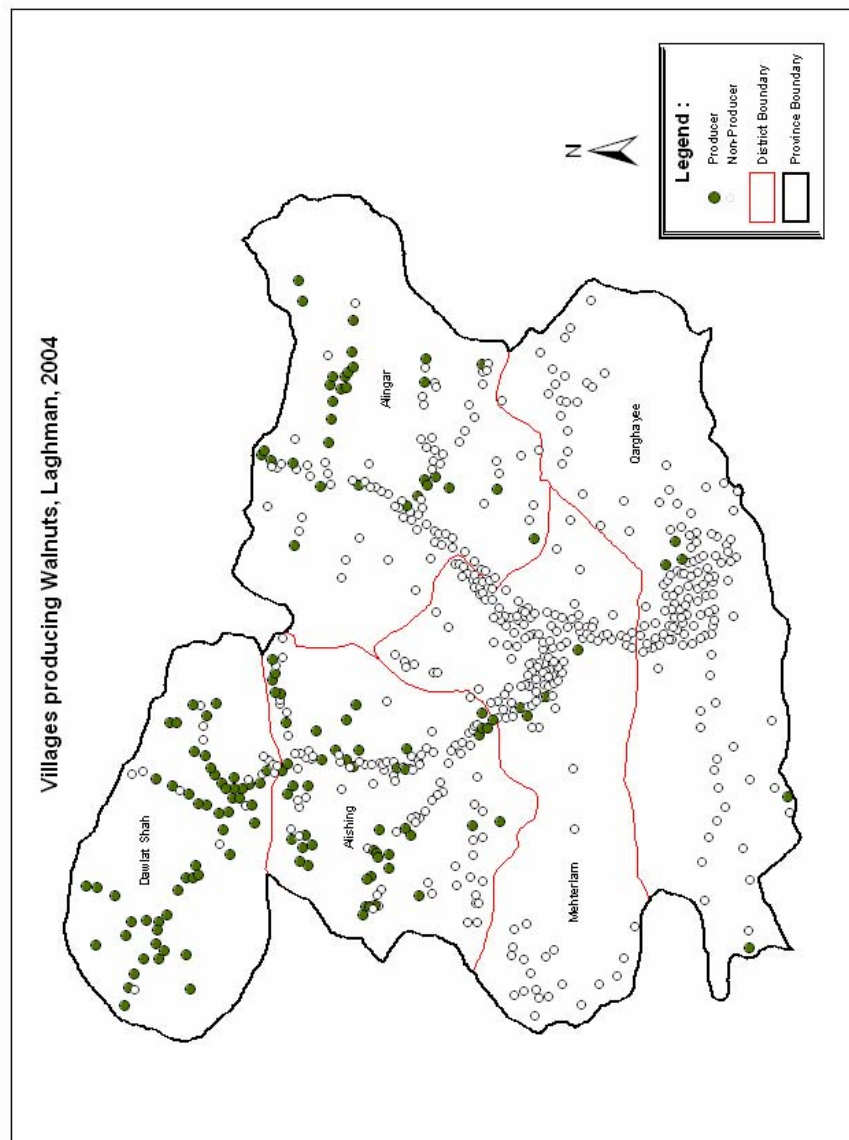 Villages producing Walnuts, Laghman, 2004
N
Dawlat Shah
Alishing
Alingar
Mehterlam
Qarghayee
Legend :
Producer
Non-Producer
District Boundary
Province Boundary